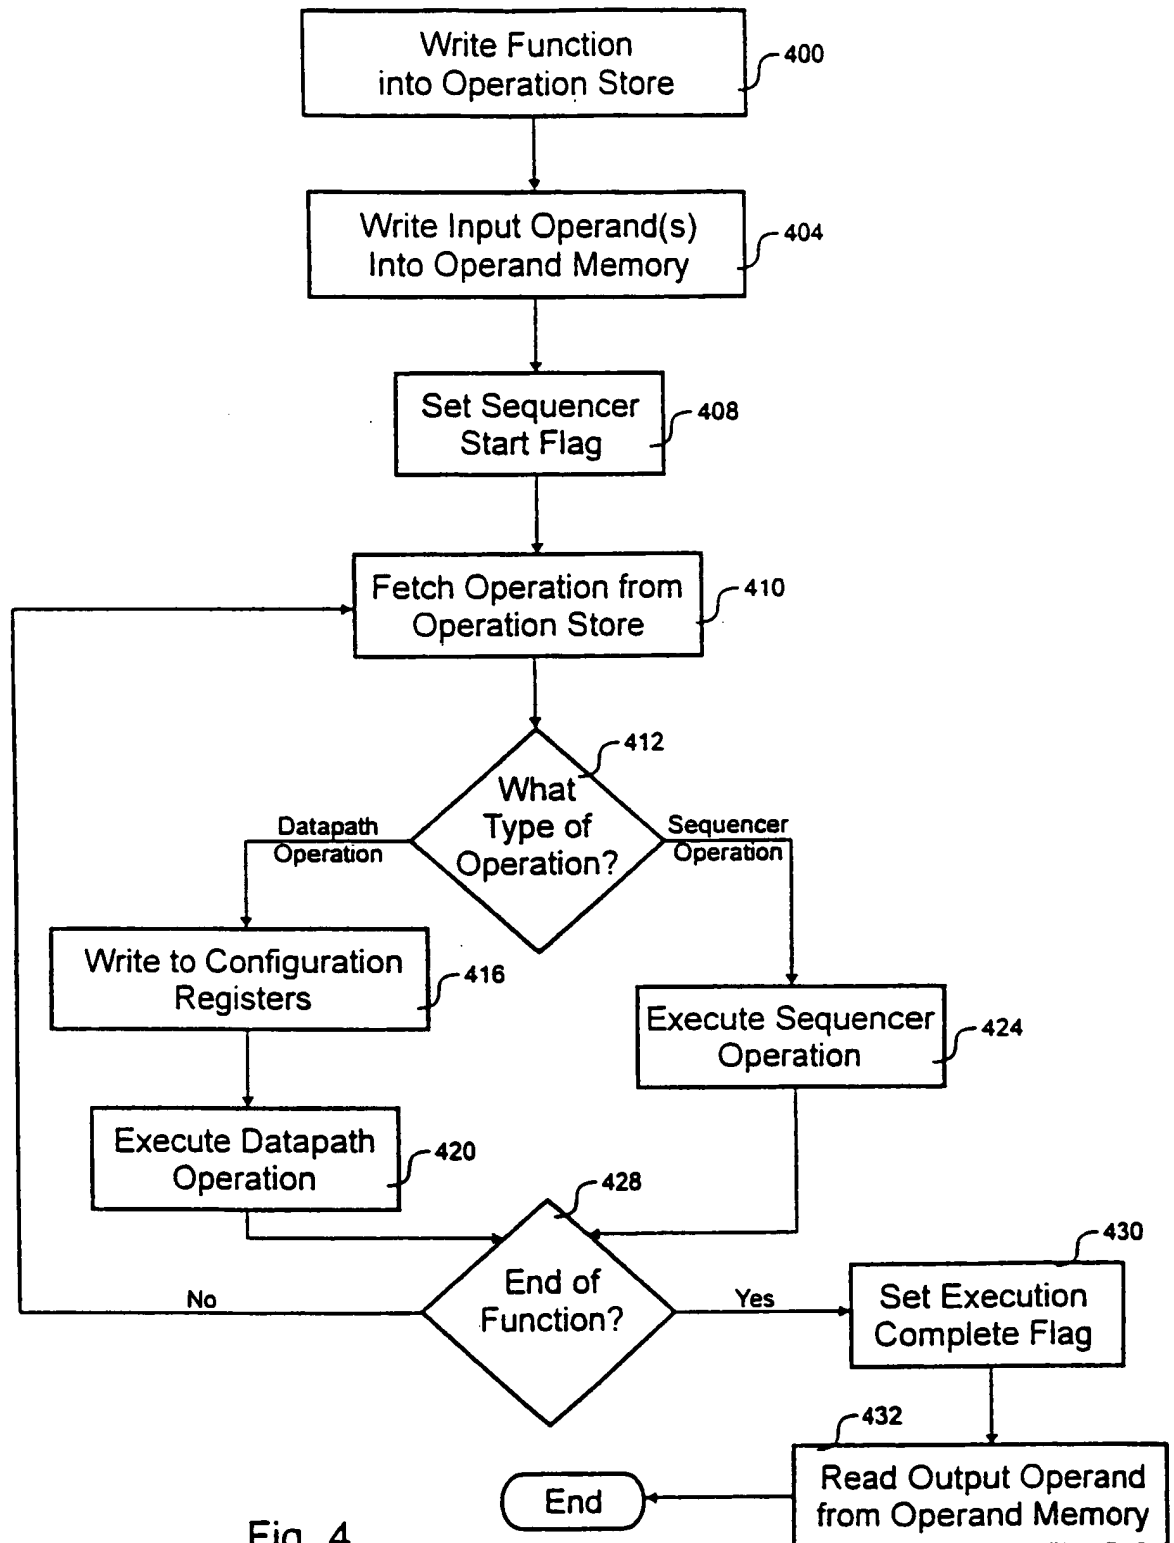 Write Function
into Operation Store
400
Write Input Operand(s)
Into Operand Memory
404
Set Sequencer
Start Flag
408
Fetch Operation from
Operation Store
410
412
What
Type of
Operation?
Datapath
Operation
Sequencer
Operation
Write to Configuration
Registers
416
Execute Sequencer
Operation
424
Execute Datapath
Operation
420
428
End of
Function?
No
Yes
430
Set Execution
Complete Flag
432
Read Output Operand
from Operand Memory
End
Fig. 4